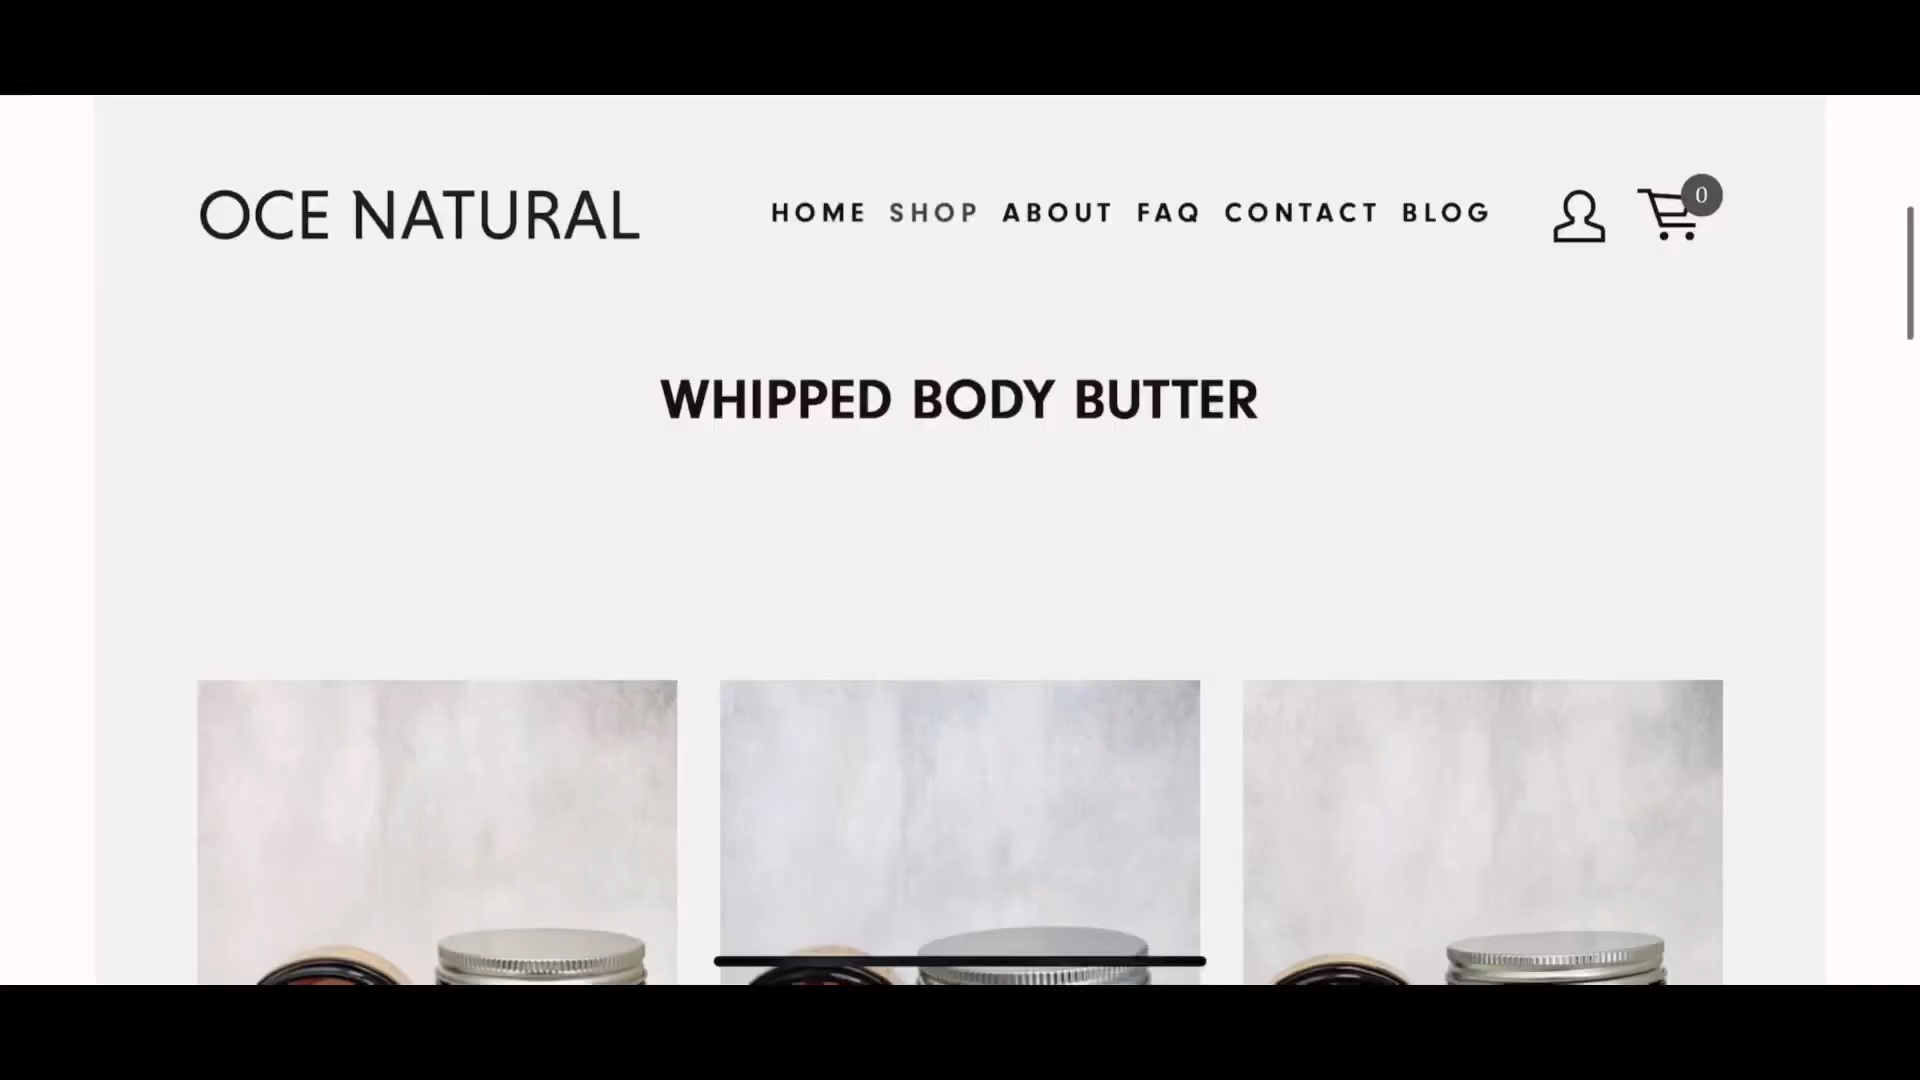 OCE NATURAL
HOME SHOP ABOUT FAQ CONTACT BLOG
0
WHIPPED BODY BUTTER